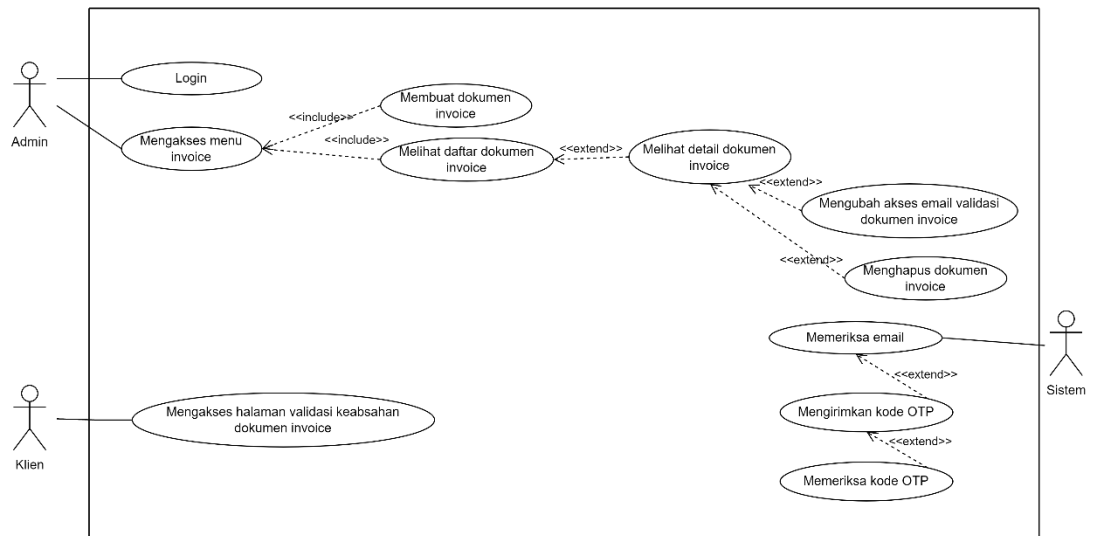 Login
Admin
Mengakses menu
invoice
<<include>>
Membuat dokumen
invoice
<<include>>
Melihat daftar dokumen
invoice
<<extend>>
Melihat detail dokumen
invoice
<<extend>>
Mengubah akses email validasi
dokumen invoice
<<extend>>
Menghapus dokumen
invoice
Memeriksa email
Sistem
<<extend>>
Mengirimkan kode OTP
<<extend>>
Memeriksa kode OTP
Mengakses halaman validasi keabsahan
dokumen invoice
Klien